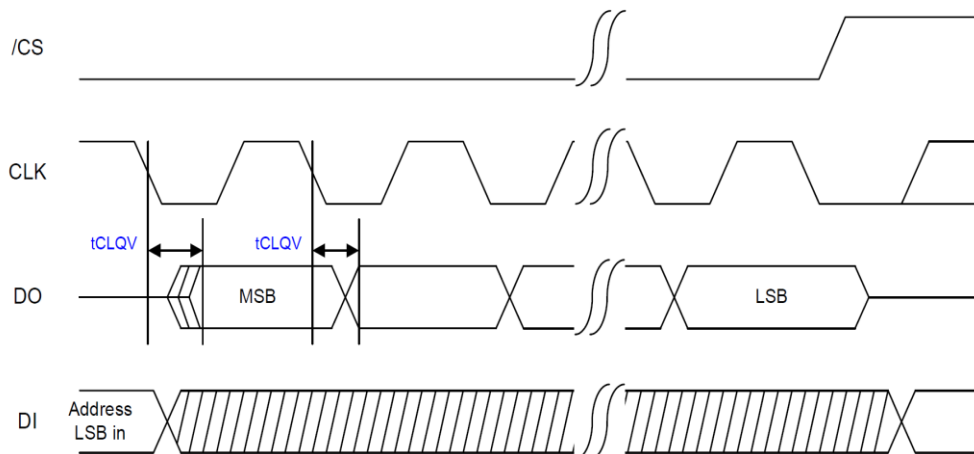 /CS
CLK
tCLQV
tCLQV
DO
MSB
LSB
DI
Address
LSB in